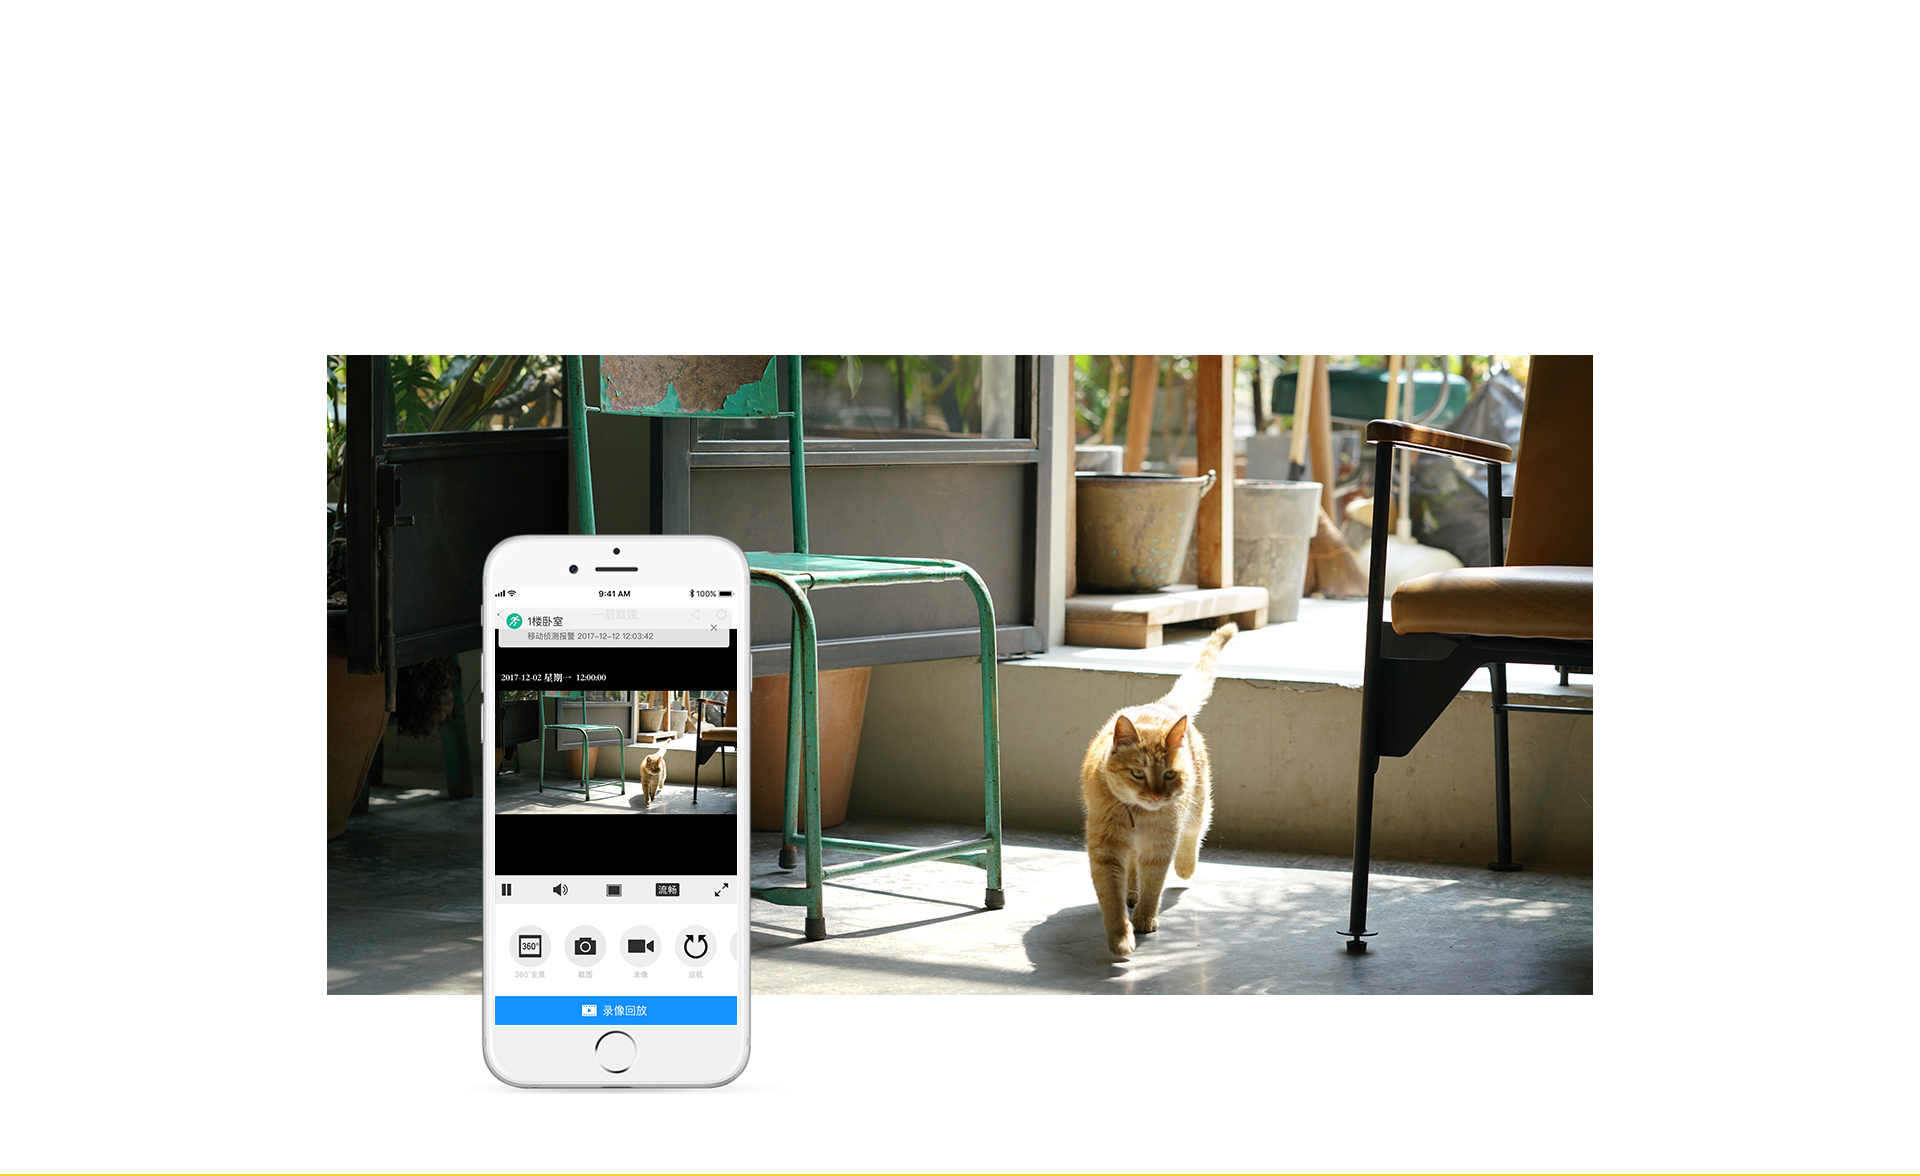 9:41 AM
100%
一层庭院
1楼卧室
移动侦测报警 2017-12-12 12:03:42
2017-12-02 星期一 12:00:00
流畅
360°
360°全景
截图
录像
巡航
录像回放